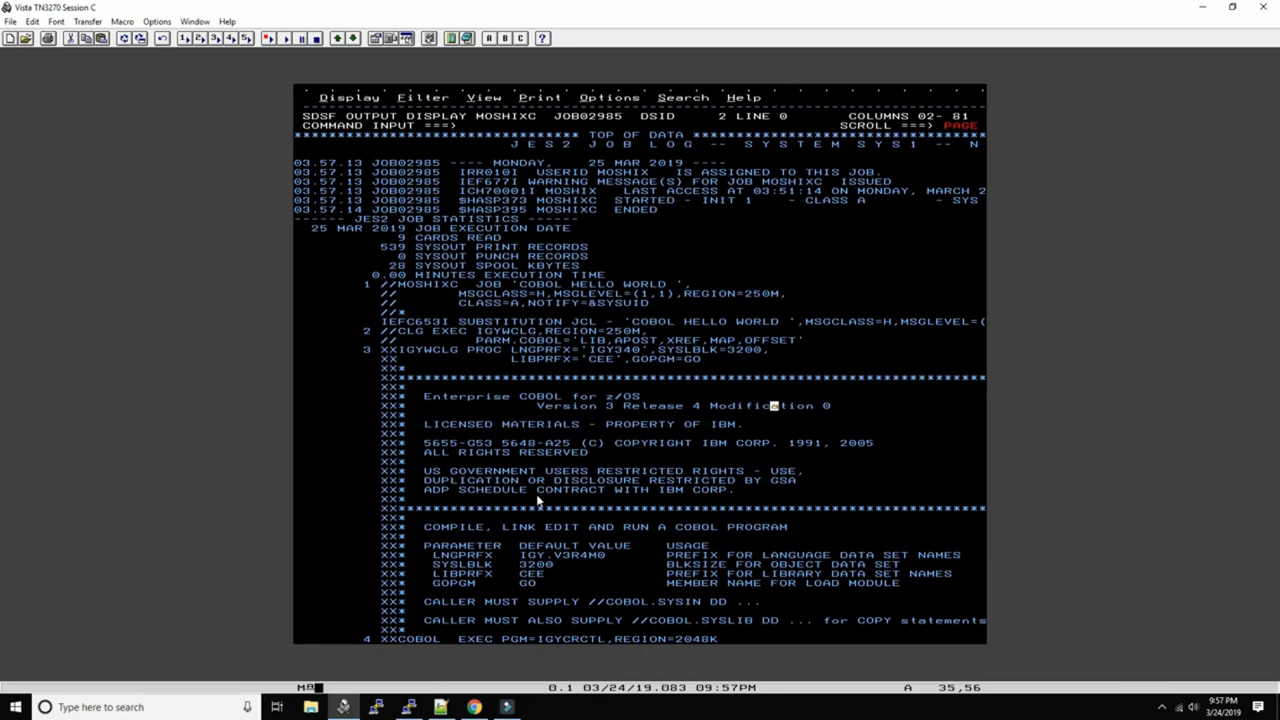 Vista TN3270 Session C
File Edit Font Transfer Macro Options Window Help
1 2 3 4 5 A B C ?
Display Filter View Print Options Search Help
SDSF OUTPUT DISPLAY MOSHIXC JOB02985 DSID 2 LINE 0 COLUMNS 02- 81
COMMAND INPUT ===> SCROLL ===> PAGE
********************************* TOP OF DATA **********************************
J E S 2 J O B L O G -- S Y S T E M S Y S 1 -- N
03.57.13 JOB02985 ---- MONDAY, 25 MAR 2019 ----
03.57.13 JOB02985 IRR010I USERID MOSHIX IS ASSIGNED TO THIS JOB.
03.57.13 JOB02985 IEF677I WARNING MESSAGE(S) FOR JOB MOSHIXC ISSUED
03.57.13 JOB02985 ICH70001I MOSHIX LAST ACCESS AT 03:51:14 ON MONDAY, MARCH 2
03.57.13 JOB02985 $HASP373 MOSHIXC STARTED - INIT 1 - CLASS A - SYS
03.57.14 JOB02985 $HASP395 MOSHIXC ENDED
------ JES2 JOB STATISTICS ------
25 MAR 2019 JOB EXECUTION DATE
9 CARDS READ
539 SYSOUT PRINT RECORDS
0 SYSOUT PUNCH RECORDS
28 SYSOUT SPOOL KBYTES
0.00 MINUTES EXECUTION TIME
1 //MOSHIXC JOB 'COBOL HELLO WORLD ',
// MSGCLASS=H,MSGLEVEL=(1,1),REGION=250M,
// CLASS=A,NOTIFY=&SYSUID
//*
IEFC653I SUBSTITUTION JCL - 'COBOL HELLO WORLD ',MSGCLASS=H,MSGLEVEL=(
2 //CLG EXEC IGYWCLG,REGION=250M,
// PARM.COBOL='LIB,APOST,XREF,MAP,OFFSET'
3 XXIGYWCLG PROC LNGPRFX='IGY340',SYSLBLK=3200,
XX LIBPRFX='CEE',GOPGM=GO
XX*
XX*************************************************************************
XX*
XX* Enterprise COBOL for z/OS
XX* Version 3 Release 4 Modification 0
XX*
XX* LICENSED MATERIALS - PROPERTY OF IBM.
XX*
XX* 5655-G53 5648-A25 (C) COPYRIGHT IBM CORP. 1991, 2005
XX* ALL RIGHTS RESERVED
XX*
XX* US GOVERNMENT USERS RESTRICTED RIGHTS - USE,
XX* DUPLICATION OR DISCLOSURE RESTRICTED BY GSA
XX* ADP SCHEDULE CONTRACT WITH IBM CORP.
XX*
XX*************************************************************************
XX*
XX* COMPILE, LINK EDIT AND RUN A COBOL PROGRAM
XX*
XX* PARAMETER DEFAULT VALUE USAGE
XX* LNGPRFX IGY.V3R4M0 PREFIX FOR LANGUAGE DATA SET NAMES
XX* SYSLBLK 3200 BLKSIZE FOR OBJECT DATA SET
XX* LIBPRFX CEE PREFIX FOR LIBRARY DATA SET NAMES
XX* GOPGM GO MEMBER NAME FOR LOAD MODULE
XX*
XX* CALLER MUST SUPPLY //COBOL.SYSIN DD ...
XX*
XX* CALLER MUST ALSO SUPPLY //COBOL.SYSLIB DD ... for COPY statements
XX*
4 XXCOBOL EXEC PGM=IGYCRCTL,REGION=2048K
0.1 03/24/19.083 09:57PM A 35,56
Type here to search
9:57 PM
3/24/2019